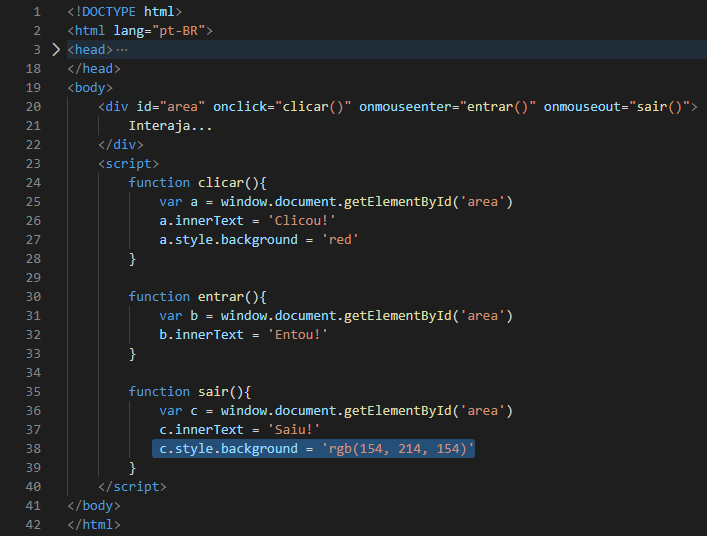 1 <!DOCTYPE html>
2 <html lang="pt-BR">
3 > <head> ···
18 </head>
19 <body>
20 <div id="area" onclick="clicar()" onmouseenter="entrar()" onmouseout="sair()">
21 Interaja...
22 </div>
23 <script>
24 function clicar(){
25 var a = window.document.getElementById('area')
26 a.innerText = 'Clicou!'
27 a.style.background = 'red'
28 }
29
30 function entrar(){
31 var b = window.document.getElementById('area')
32 b.innerText = 'Entou!'
33 }
34
35 function sair(){
36 var c = window.document.getElementById('area')
37 c.innerText = 'Saiu!'
38 c.style.background = 'rgb(154, 214, 154)'
39 }
40 </script>
41 </body>
42 </html>